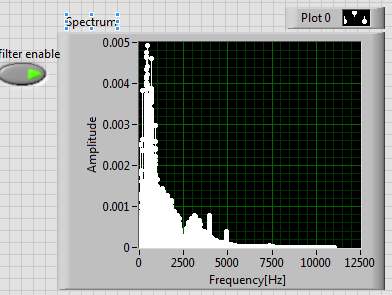 Spectrum
Plot 0
filter enable
0.005
0.004
0.003
0.002
0.001
0
Amplitude
0
2500
5000
7500
10000
12500
Frequency[Hz]